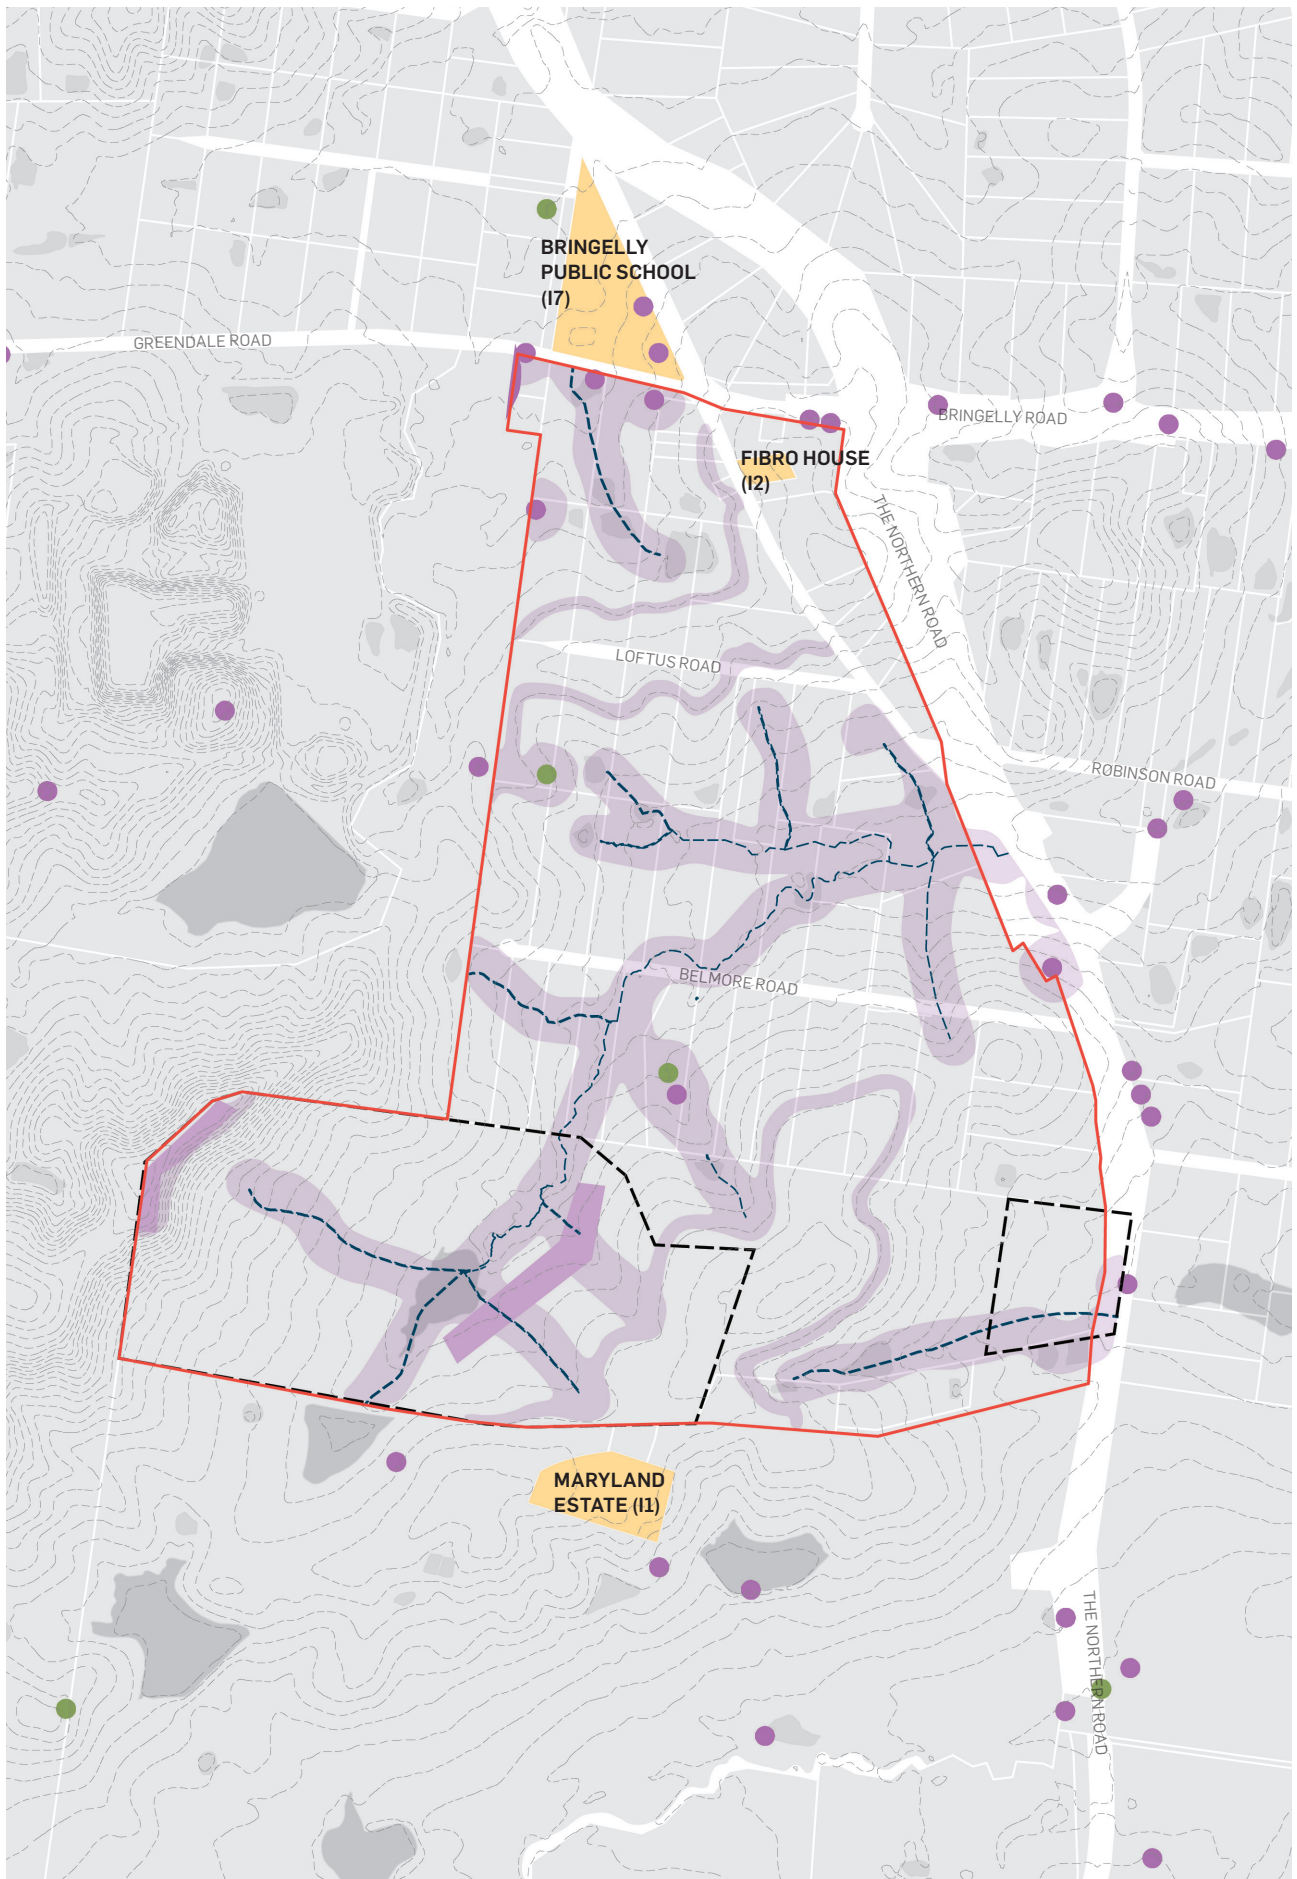 BRINGELLY
PUBLIC SCHOOL
(I7)
GREENDALE ROAD
BRINGELLY ROAD
FIBRO HOUSE
(I2)
THE NORTHERN ROAD
LOFTUS ROAD
ROBINSON ROAD
BELMORE ROAD
MARYLAND
ESTATE (I1)
THE NORTHERN ROAD